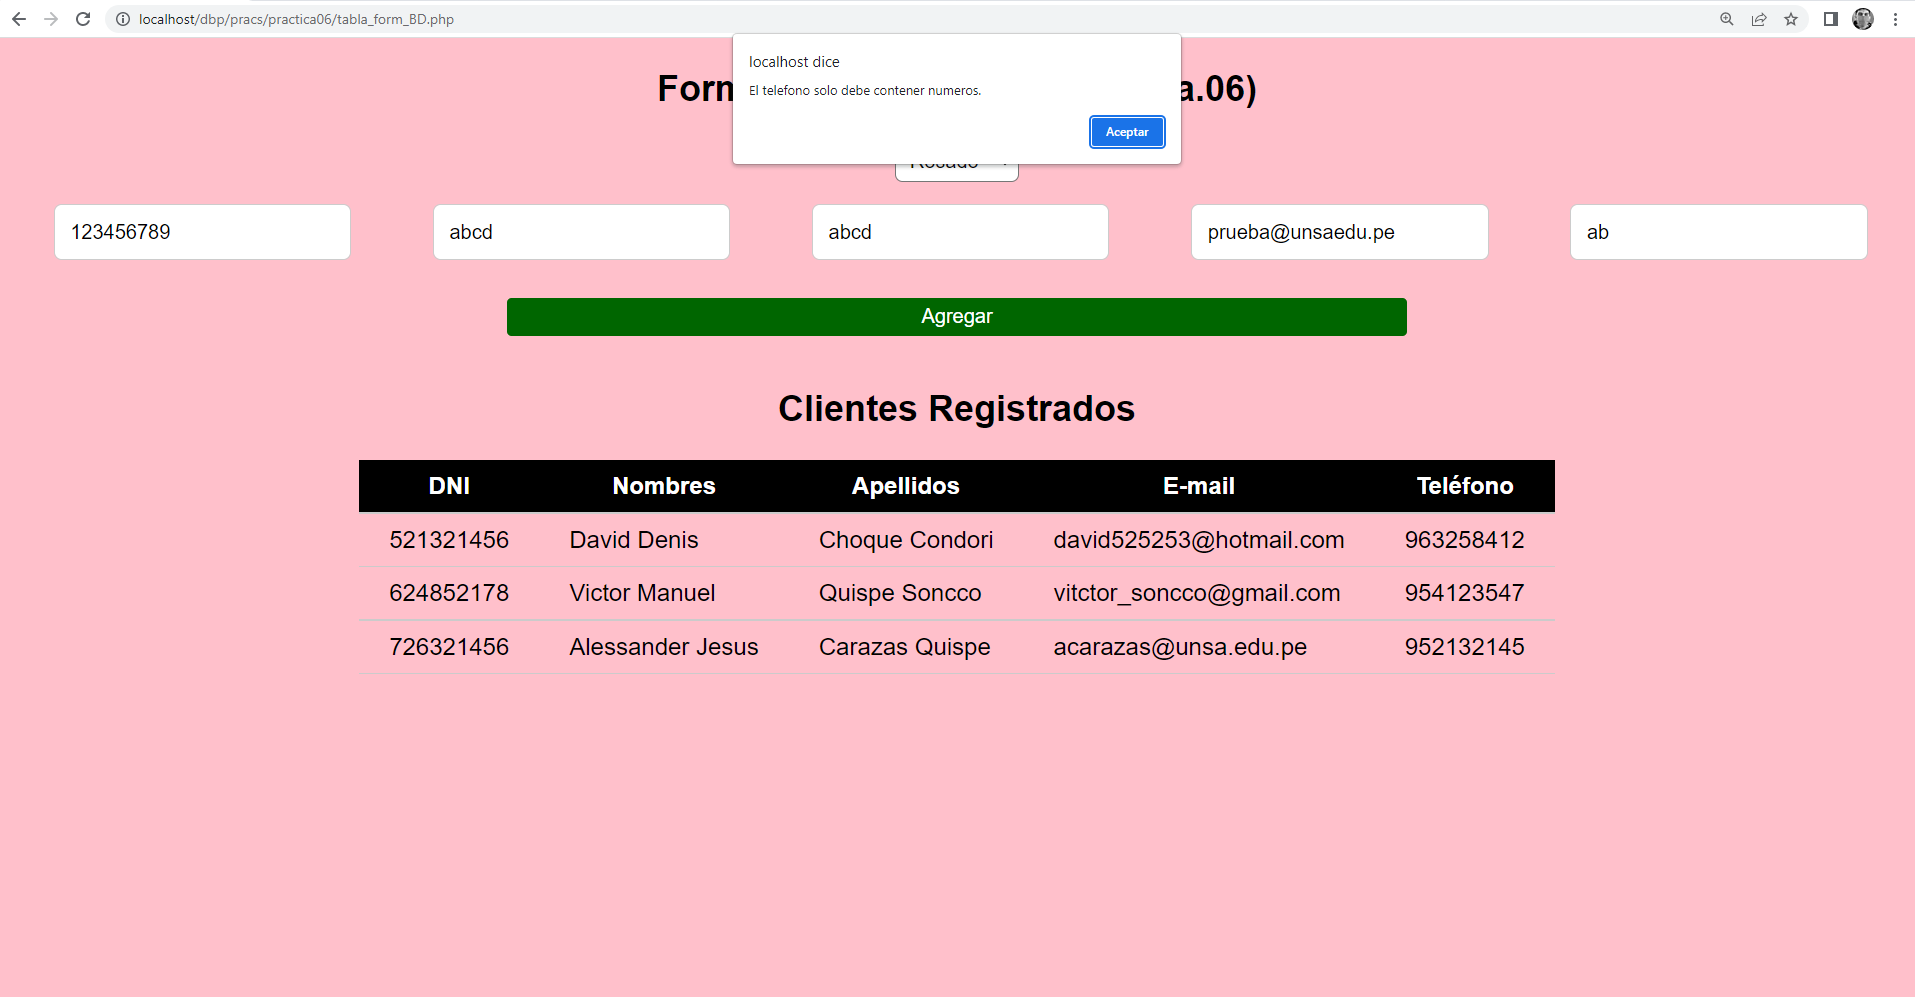 localhost/dbp/pracs/practica06/tabla_form_BD.php
localhost dice
El telefono solo debe contener numeros.
Aceptar
Form a.06)
Rosado
123456789 abcd abcd prueba@unsaedu.pe ab
Agregar
Clientes Registrados
DNI Nombres Apellidos E-mail Teléfono
521321456 David Denis Choque Condori david525253@hotmail.com 963258412
624852178 Victor Manuel Quispe Soncco vitctor_soncco@gmail.com 954123547
726321456 Alessander Jesus Carazas Quispe acarazas@unsa.edu.pe 952132145